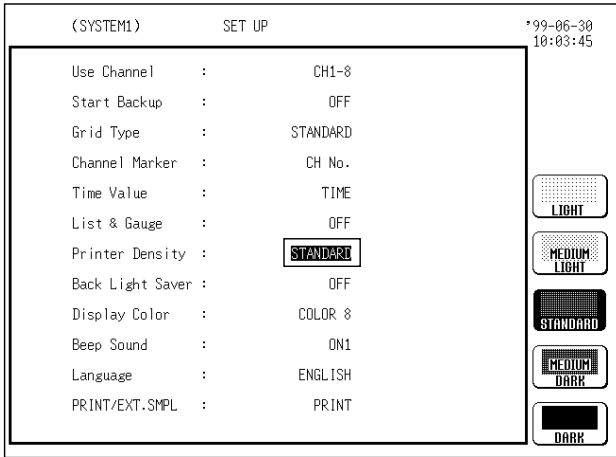 (SYSTEM1) SET UP '99-06-30
10:03:45
Use Channel : CH1-8
Start Backup : OFF
Grid Type : STANDARD
Channel Marker : CH No.
Time Value : TIME
List & Gauge : OFF
Printer Density : STANDARD
Back Light Saver : OFF
Display Color : COLOR 8
Beep Sound : ON1
Language : ENGLISH
PRINT/EXT.SMPL : PRINT
LIGHT
MEDIUM
LIGHT
STANDARD
MEDIUM
DARK
DARK